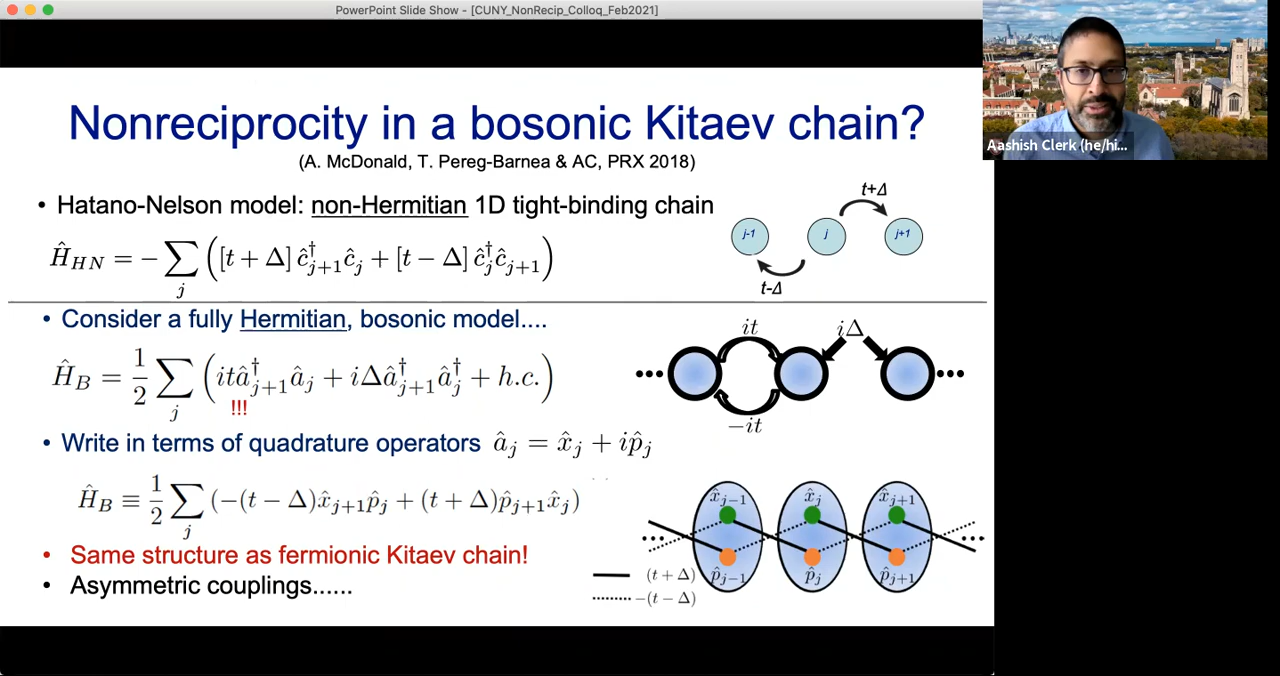 PowerPoint Slide Show - [CUNY_NonRecip_Colloq_Feb2021]
Aashish Clerk (he/hi...
Nonreciprocity in a bosonic Kitaev chain?
(A. McDonald, T. Pereg-Barnea & AC, PRX 2018)
• Hatano-Nelson model: non-Hermitian 1D tight-binding chain
Ĥ_HN = −∑_j ([t + Δ] ĉ†_{j+1} ĉ_j + [t − Δ] ĉ†_j ĉ_{j+1})
t+Δ
j-1 j j+1
t-Δ
• Consider a fully Hermitian, bosonic model....
Ĥ_B = 1/2 ∑_j (it â†_{j+1} â_j + iΔ â†_{j+1} â†_j + h.c.)
!!!
it iΔ
••• •••
−it
• Write in terms of quadrature operators â_j = x̂_j + i p̂_j
Ĥ_B ≡ 1/2 ∑_j (−(t − Δ) x̂_{j+1} p̂_j + (t + Δ) p̂_{j+1} x̂_j)
x̂_{j−1} x̂_j x̂_{j+1}
••• •••
p̂_{j−1} p̂_j p̂_{j+1}
(t + Δ)
−(t − Δ)
• Same structure as fermionic Kitaev chain!
• Asymmetric couplings......